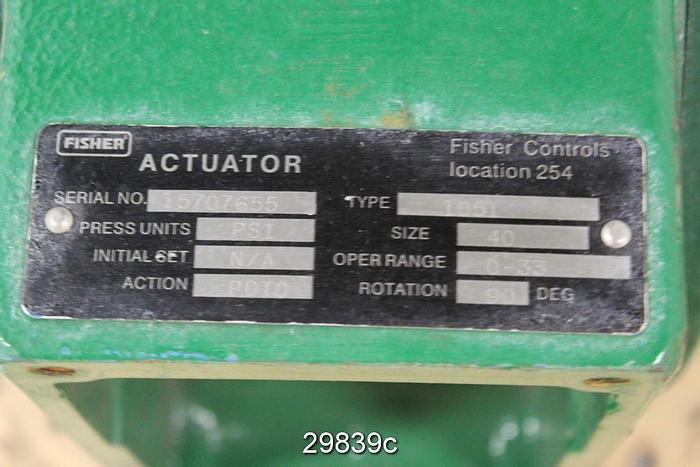 FISHER
ACTUATOR
Fisher Controls
location 254
SERIAL NO. 15707655
TYPE 1051
PRESS UNITS PSI
SIZE 40
INITIAL SET N/A
OPER RANGE 0 33
ACTION PDTO
ROTATION 90 DEG
29839c